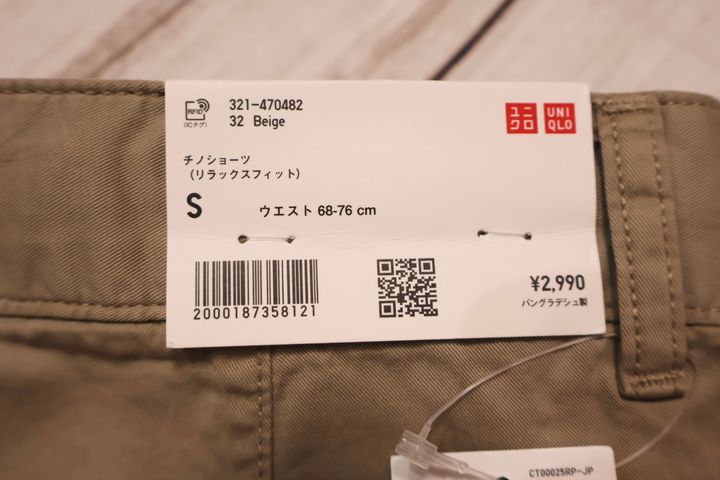 RFID
(ICタグ)
321-470482
32 Beige
ユニ
クロ
UNI
QLO
チノショーツ
(リラックスフィット)
S
ウエスト 68-76 cm
2000187358121
¥2,990
バングラデシュ製
CT00025RP-JP